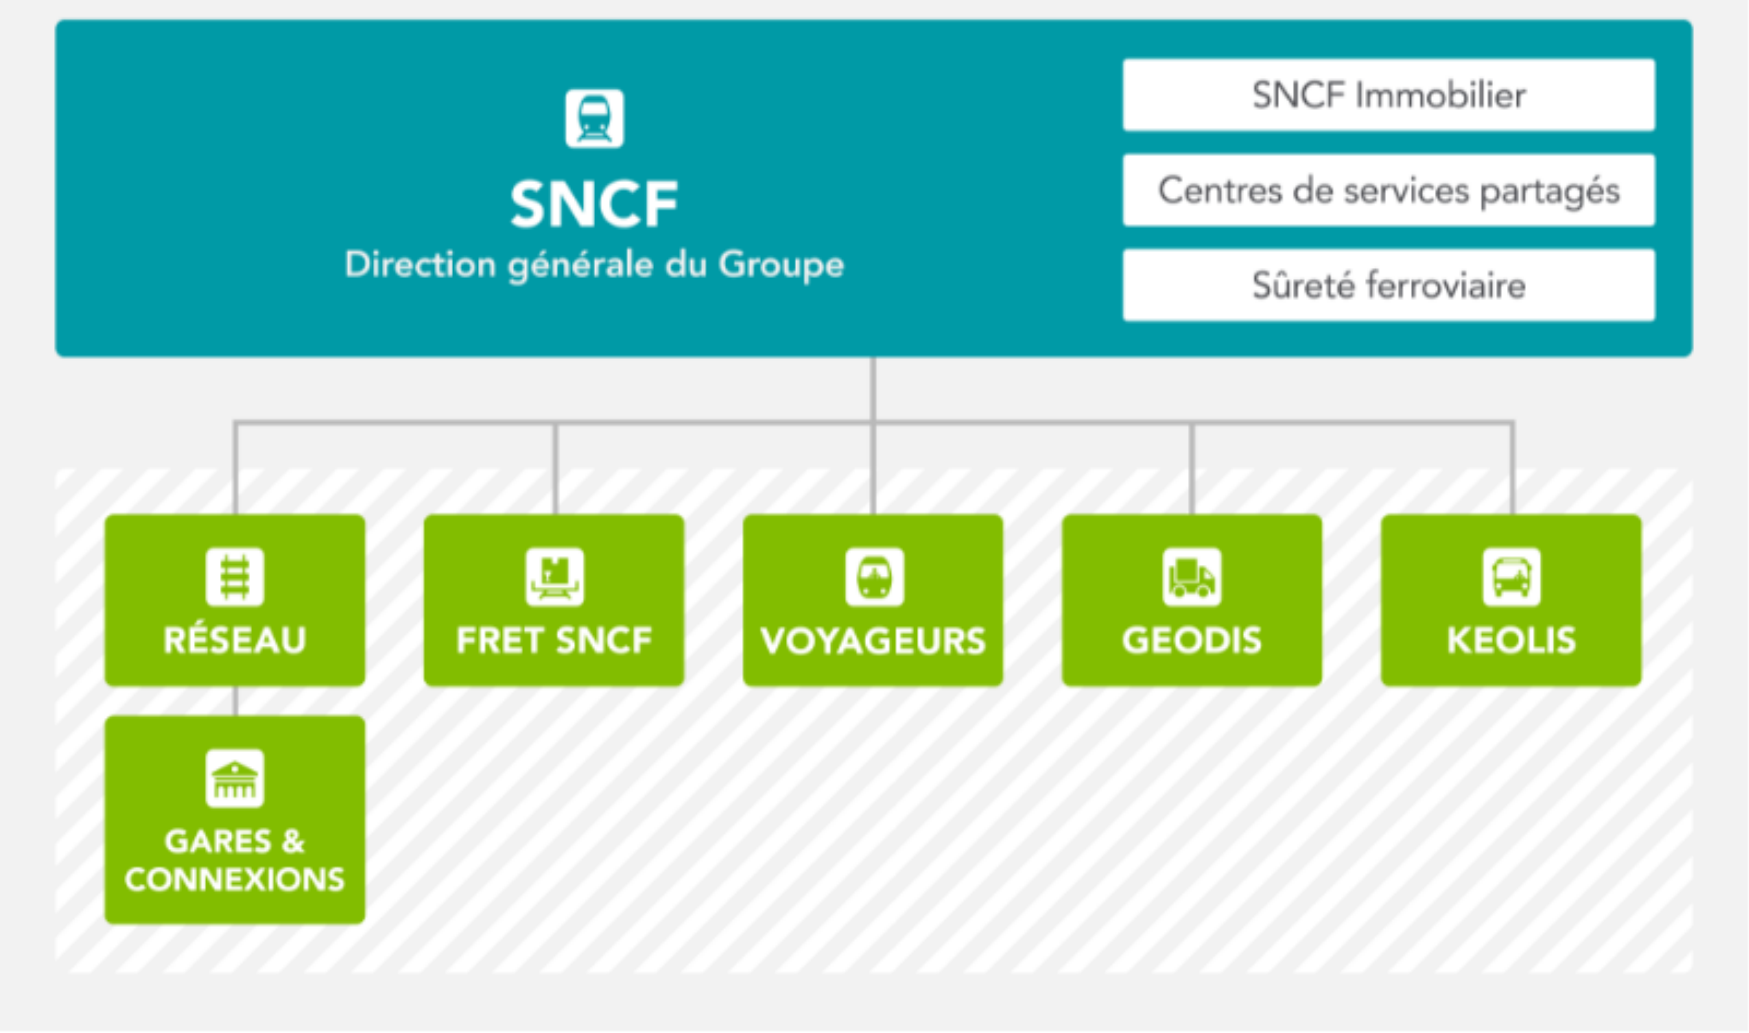 SNCF
Direction générale du Groupe
SNCF Immobilier
Centres de services partagés
Sûreté ferroviaire
RÉSEAU
FRET SNCF
VOYAGEURS
GEODIS
KEOLIS
GARES &
CONNEXIONS